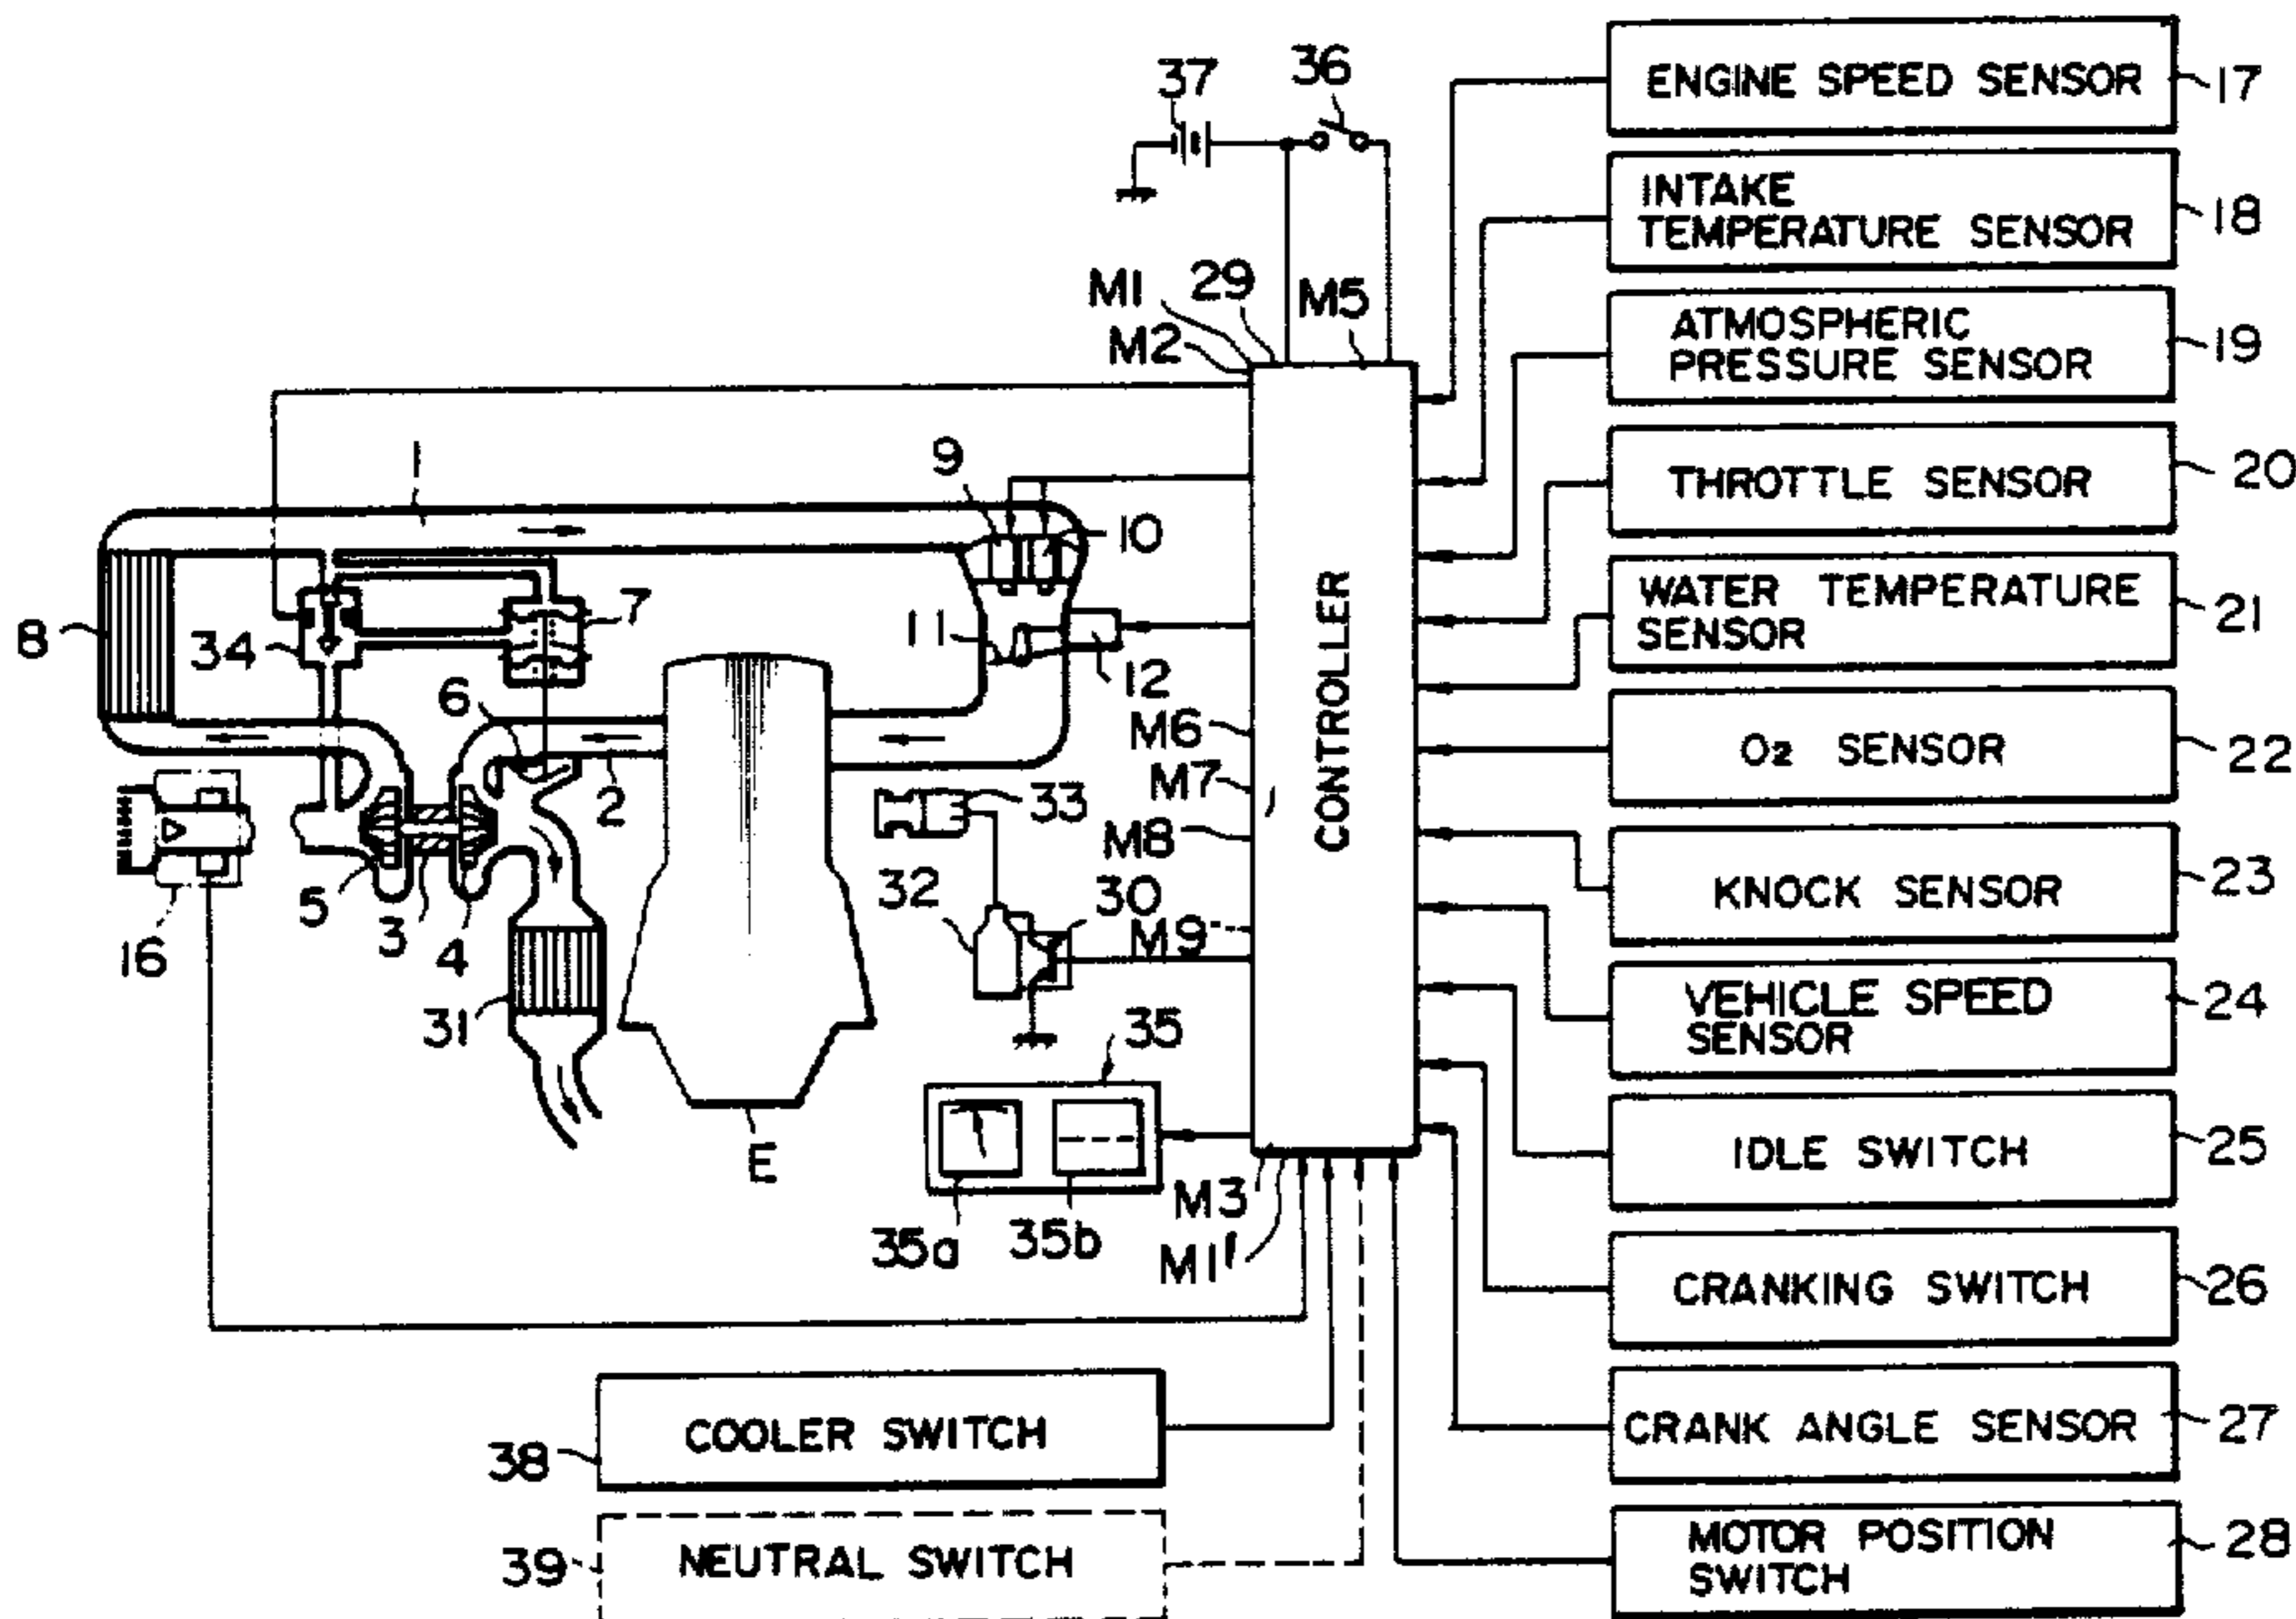 37
36
ENGINE SPEED SENSOR
17
INTAKE
TEMPERATURE SENSOR
18
M1
29
M5
M2
ATMOSPHERIC
PRESSURE SENSOR
19
1
9
10
THROTTLE SENSOR
20
8
34
7
11
12
CONTROLLER
WATER TEMPERATURE
SENSOR
21
6
2
M6
M7
M8
M9
O2 SENSOR
22
33
32
30
KNOCK SENSOR
23
16
5
3
4
31
E
VEHICLE SPEED
SENSOR
24
35
35a
35b
M3
M1'
IDLE SWITCH
25
CRANKING SWITCH
26
COOLER SWITCH
38
CRANK ANGLE SENSOR
27
NEUTRAL SWITCH
39
MOTOR POSITION
SWITCH
28